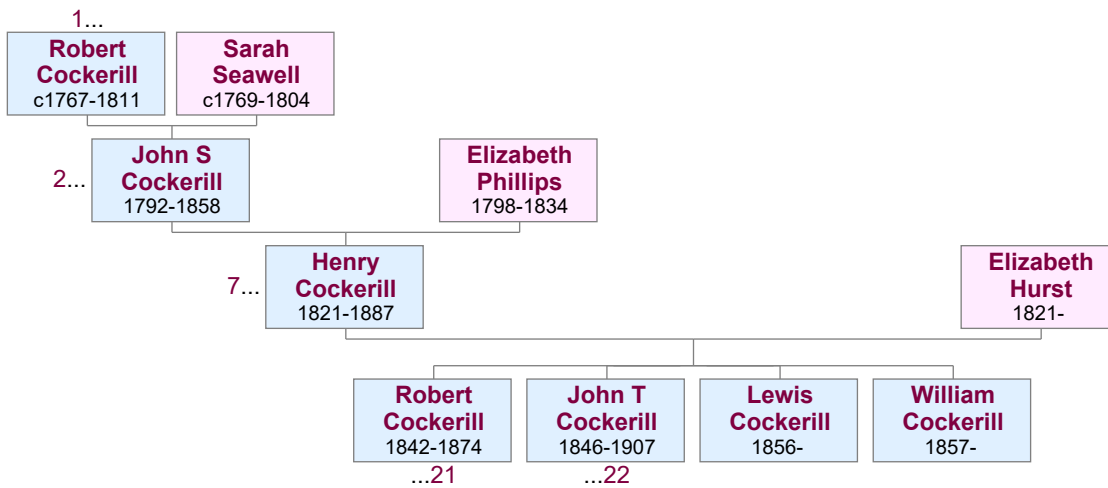 1...
Robert
Cockerill
c1767-1811
Sarah
Seawell
c1769-1804
2...
John S
Cockerill
1792-1858
Elizabeth
Phillips
1798-1834
7...
Henry
Cockerill
1821-1887
Elizabeth
Hurst
1821-
Robert
Cockerill
1842-1874
...21
John T
Cockerill
1846-1907
...22
Lewis
Cockerill
1856-
William
Cockerill
1857-